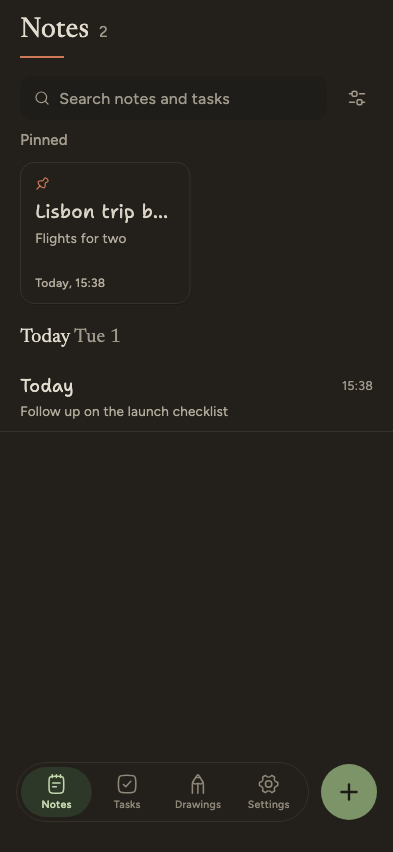 Notes 2
Search notes and tasks
Pinned
Lisbon trip b...
Flights for two
Today, 15:38
Today Tue 1
Today 15:38
Follow up on the launch checklist
Notes Tasks Drawings Settings